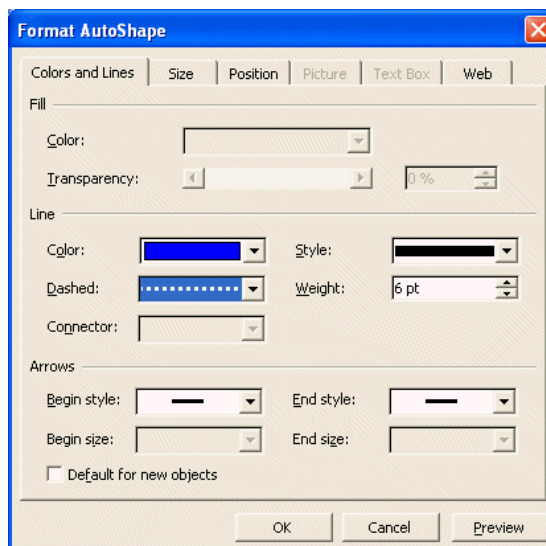 Format AutoShape
Colors and Lines Size Position Picture Text Box Web
Fill
Color:
Transparency: 0 %
Line
Color: Style:
Dashed: Weight: 6 pt
Connector:
Arrows
Begin style: End style:
Begin size: End size:
Default for new objects
OK Cancel Preview